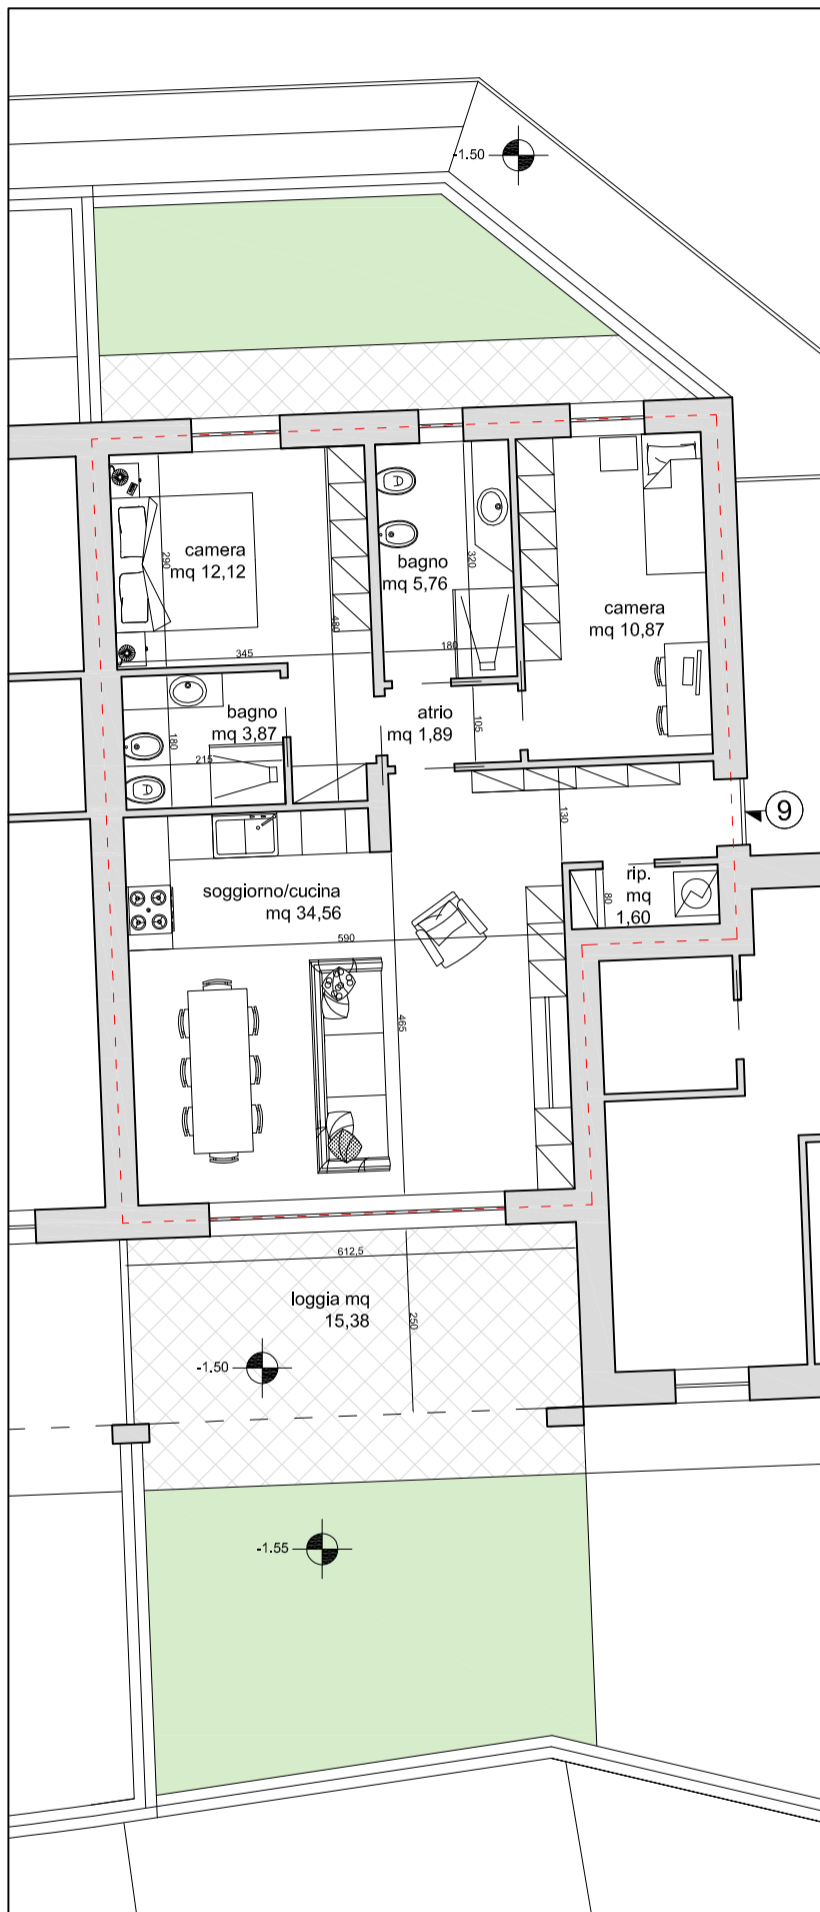 -1.50
camera
mq 12,12
290
480
345
bagno
mq 5,76
320
180
camera
mq 10,87
bagno
mq 3,87
180
215
atrio
mq 1,89
105
130
9
soggiorno/cucina
mq 34,56
590
465
rip.
mq
1,60
80
612,5
loggia mq
15,38
250
-1.50
-1.55